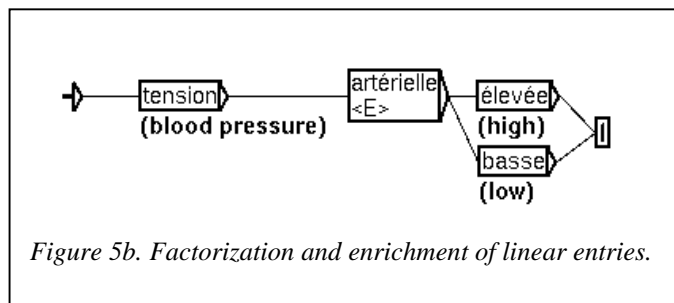 tension
(blood pressure)
artérielle
<E>
élevée
(high)
basse
(low)
Figure 5b. Factorization and enrichment of linear entries.